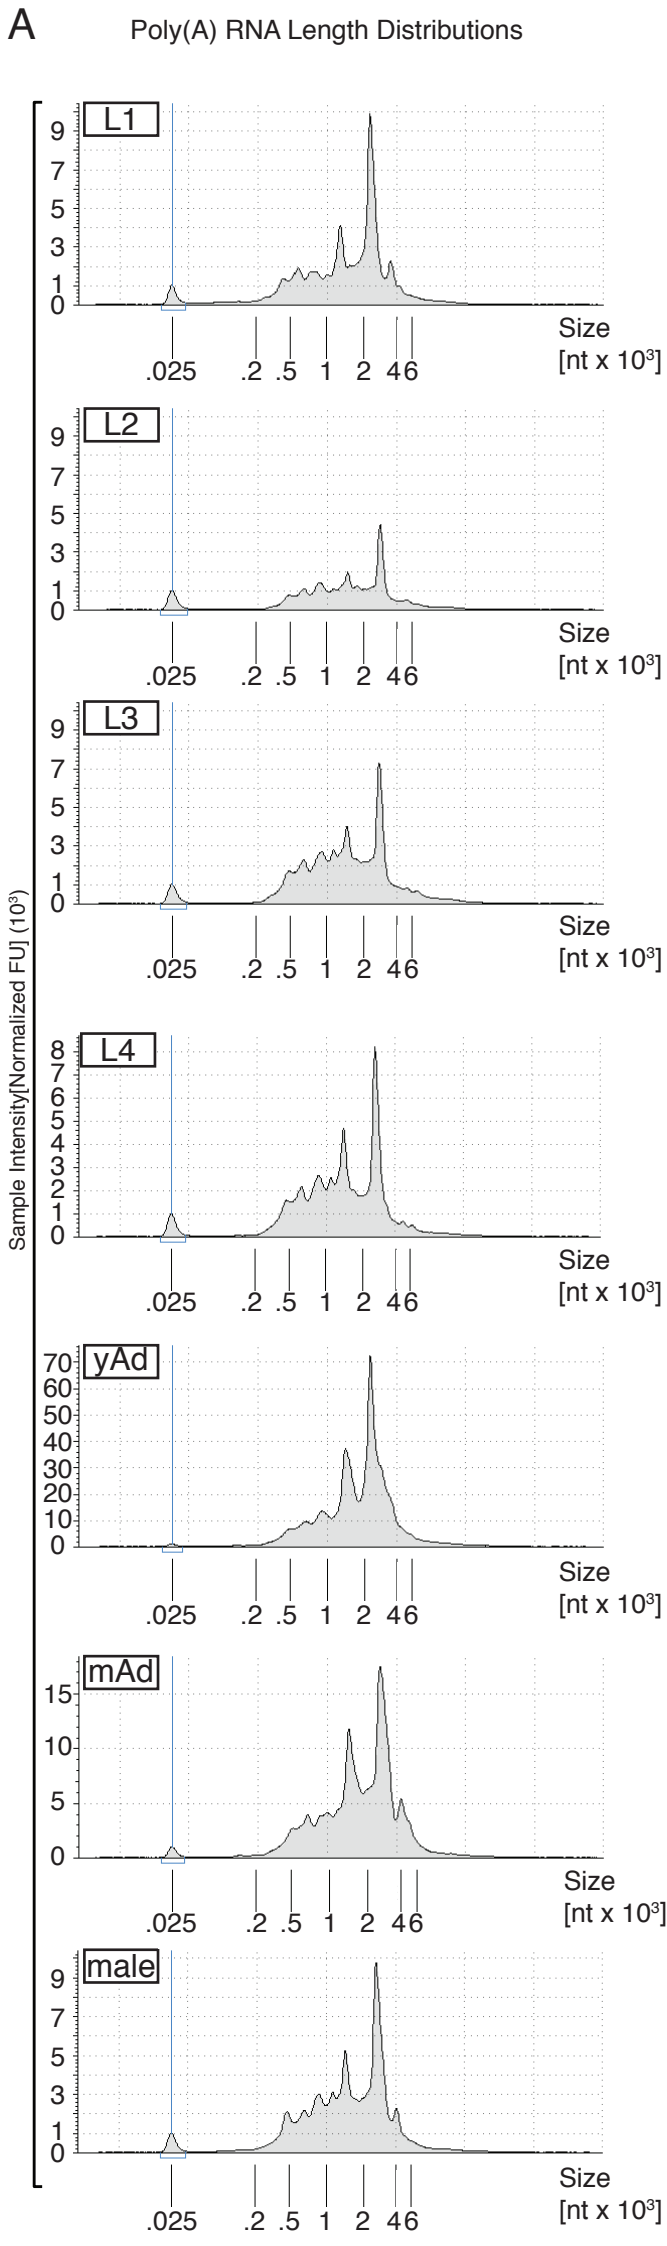 A
Poly(A) RNA Length Distributions
Sample Intensity[Normalized FU] (10³)
L1
9
7
5
3
1
0
Size
[nt x 10³]
.025 .2 .5 1 2 4 6
L2
9
7
5
3
1
0
Size
[nt x 10³]
.025 .2 .5 1 2 4 6
L3
9
7
5
3
1
0
Size
[nt x 10³]
.025 .2 .5 1 2 4 6
L4
8
7
6
5
4
3
2
1
0
Size
[nt x 10³]
.025 .2 .5 1 2 4 6
yAd
70
60
50
40
30
20
10
0
Size
[nt x 10³]
.025 .2 .5 1 2 4 6
mAd
15
10
5
0
Size
[nt x 10³]
.025 .2 .5 1 2 4 6
male
9
7
5
3
1
0
Size
[nt x 10³]
.025 .2 .5 1 2 4 6